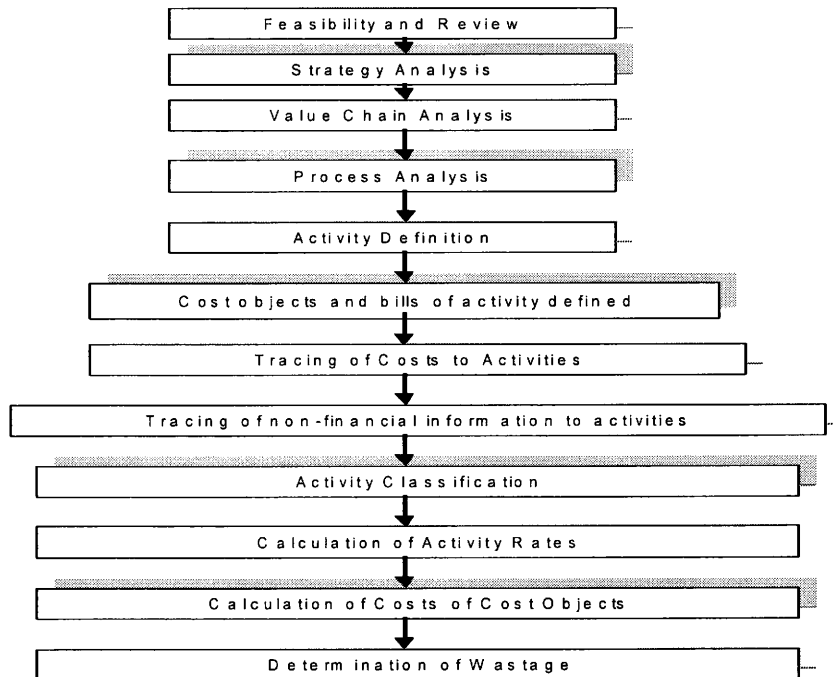 Feasibility and Review
Strategy Analysis
Value Chain Analysis
Process Analysis
Activity Definition
Cost objects and bills of activity defined
Tracing of Costs to Activities
Tracing of non-financial information to activities
Activity Classification
Calculation of Activity Rates
Calculation of Costs of Cost Objects
Determination of Wastage